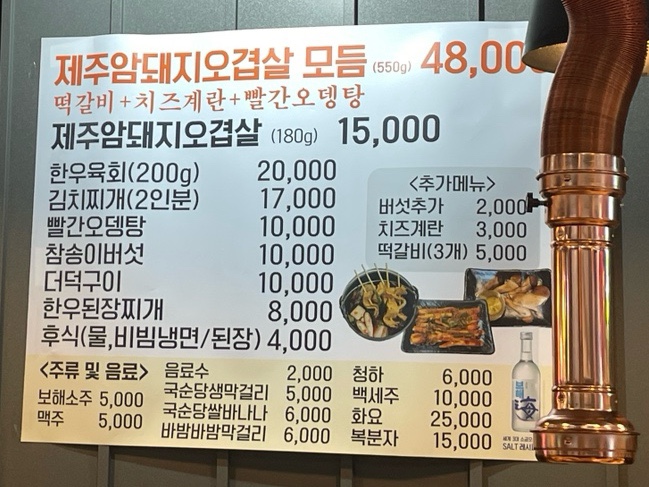 제주암돼지오겹살 모듬 (550g) 48,00
떡갈비+치즈계란+빨간오뎅탕
제주암돼지오겹살 (180g) 15,000
한우육회(200g) 20,000
김치찌개(2인분) 17,000
빨간오뎅탕 10,000
참송이버섯 10,000
더덕구이 10,000
한우된장찌개 8,000
후식(물,비빔냉면/된장) 4,000
<추가메뉴>
버섯추가 2,000
치즈계란 3,000
떡갈비(3개) 5,000
<주류 및 음료>
보해소주 5,000
맥주 5,000
음료수 2,000
국순당생막걸리 5,000
국순당쌀바나나 6,000
바밤바밤막걸리 6,000
청하 6,000
백세주 10,000
화요 25,000
복분자 15,000
보해
SALT 레시피